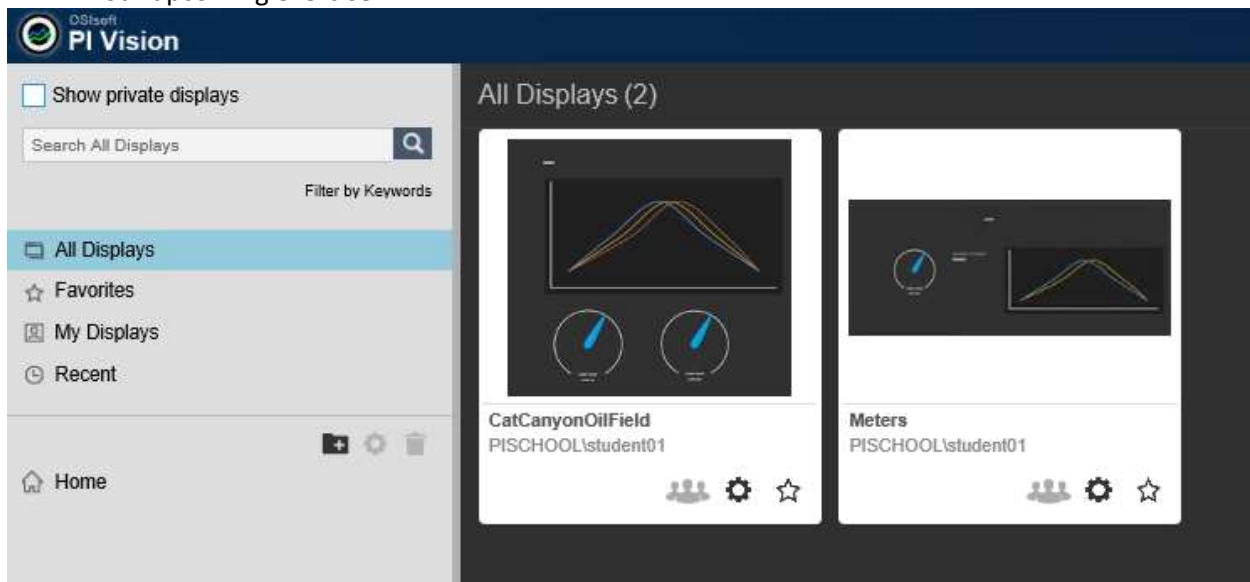 OSIsoft
PI Vision
Show private displays
Search All Displays
Filter by Keywords
All Displays
Favorites
My Displays
Recent
Home
All Displays (2)
CatCanyonOilField
PISCHOOL\student01
Meters
PISCHOOL\student01